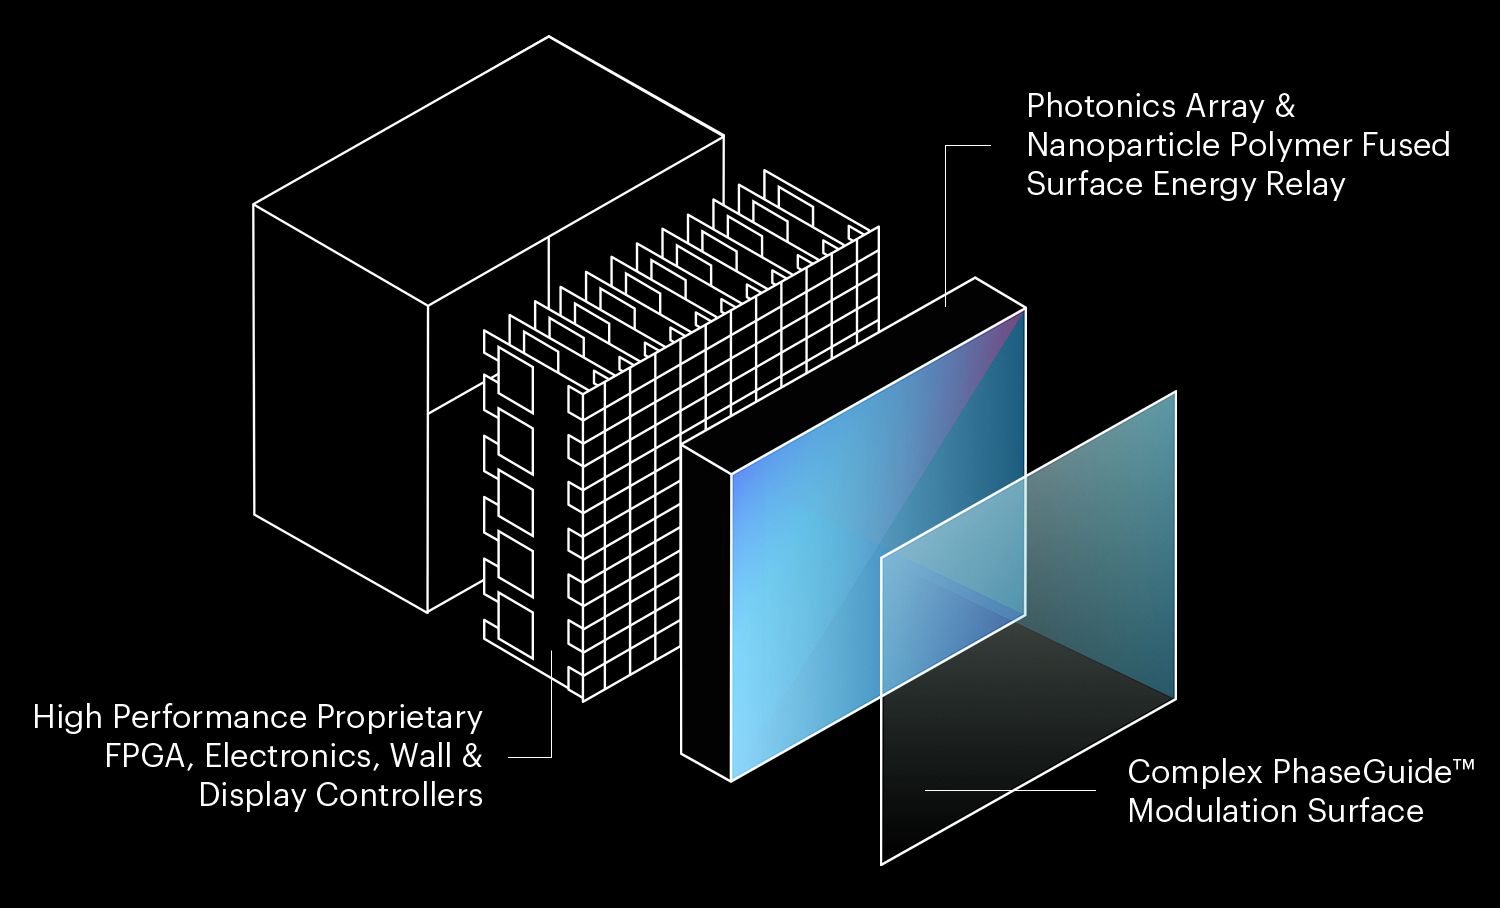 Photonics Array &
Nanoparticle Polymer Fused
Surface Energy Relay
High Performance Proprietary
FPGA, Electronics, Wall &
Display Controllers
Complex PhaseGuide™
Modulation Surface